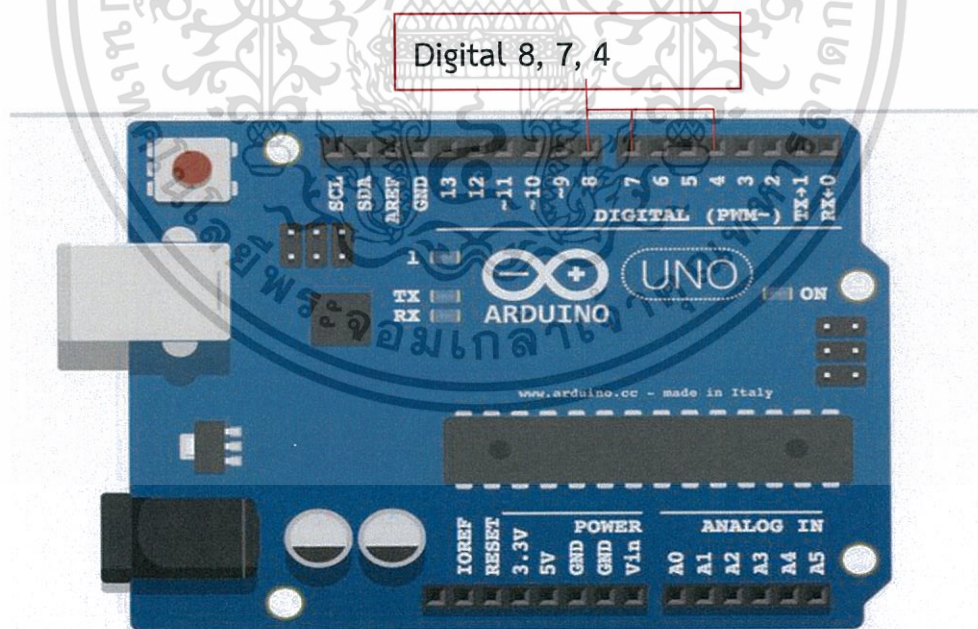 Digital 8, 7, 4
SCL
SDA
AREF
GND
13
12
~11
~10
~9
8
7
6
5
4
3
2
TX→1
RX←0
DIGITAL (PWM~)
1
TX
RX
ARDUINO
UNO
ON
www.arduino.cc - made in Italy
POWER
ANALOG IN
IOREF
RESET
3.3V
5V
GND
GND
Vin
A0
A1
A2
A3
A4
A5